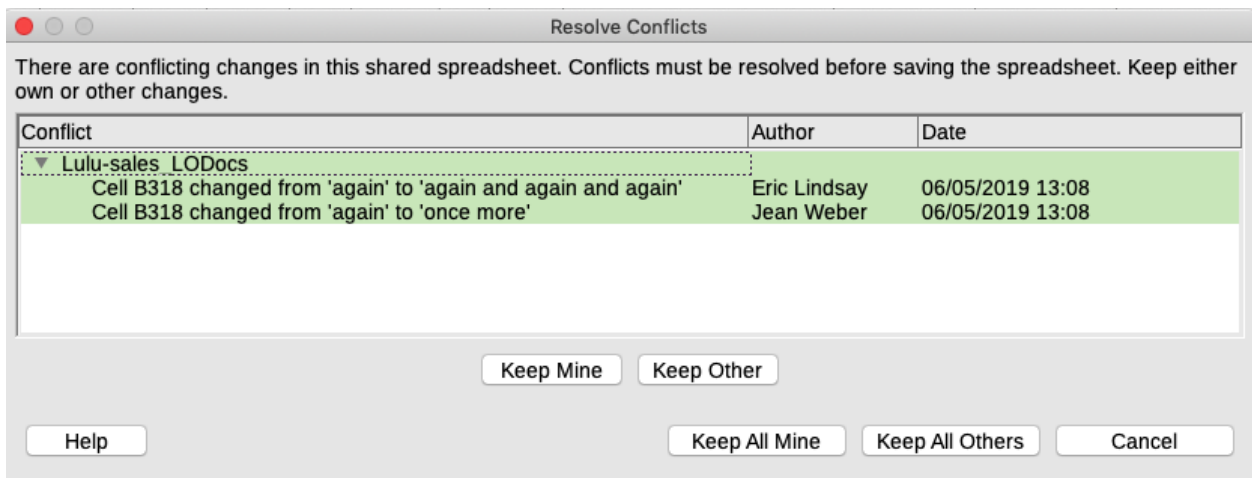 Resolve Conflicts
There are conflicting changes in this shared spreadsheet. Conflicts must be resolved before saving the spreadsheet. Keep either
own or other changes.
Conflict Author Date
Lulu-sales_LODocs
Cell B318 changed from 'again' to 'again and again and again' Eric Lindsay 06/05/2019 13:08
Cell B318 changed from 'again' to 'once more' Jean Weber 06/05/2019 13:08
Keep Mine Keep Other
Help Keep All Mine Keep All Others Cancel